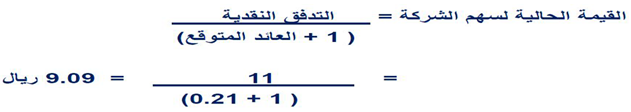 القيمة الحالية لسهم الشركة = التدفق النقدية
(1 + العائد المتوقع)
= 11 = 9.09 ريال
(0.21 + 1)